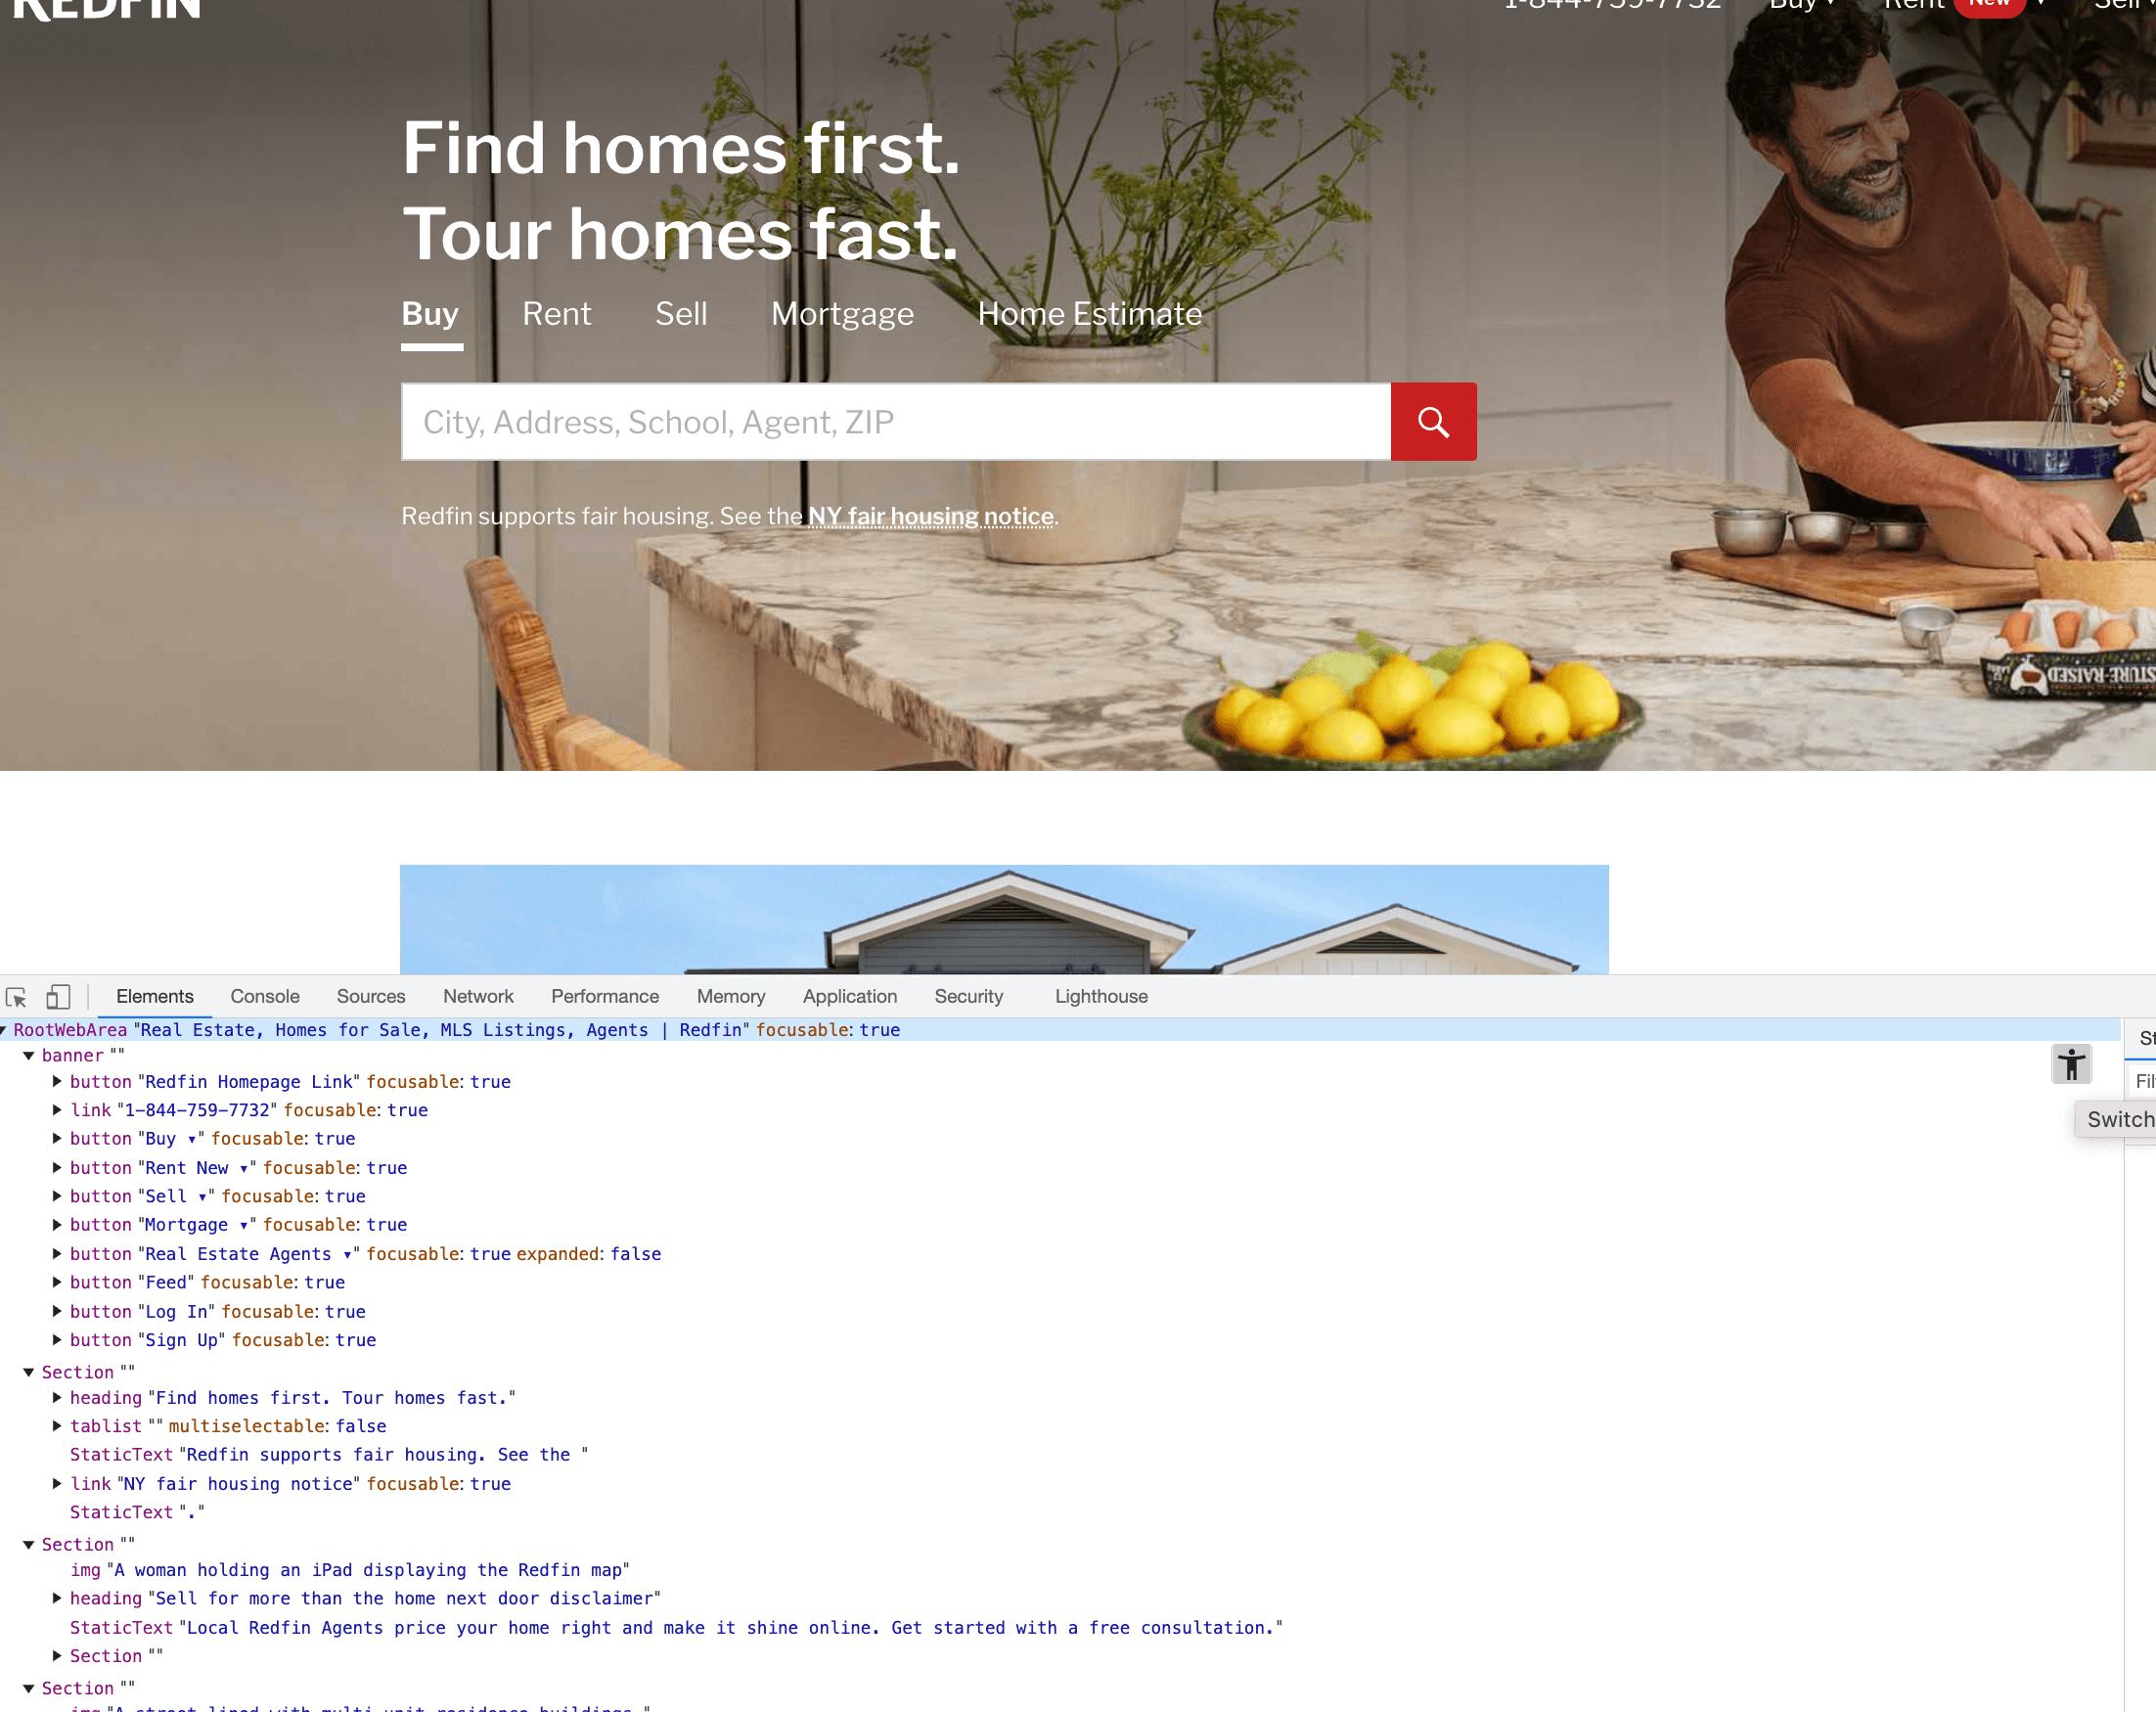 REDFIN
1-844-759-7732 Buy ▾ Rent New ▾ Sell ▾
Find homes first.
Tour homes fast.
Buy Rent Sell Mortgage Home Estimate
City, Address, School, Agent, ZIP
Redfin supports fair housing. See the NY fair housing notice.
Elements Console Sources Network Performance Memory Application Security Lighthouse
RootWebArea "Real Estate, Homes for Sale, MLS Listings, Agents | Redfin" focusable: true
St
banner ""
Fil
button "Redfin Homepage Link" focusable: true
link "1-844-759-7732" focusable: true
Switch
button "Buy ▾" focusable: true
button "Rent New ▾" focusable: true
button "Sell ▾" focusable: true
button "Mortgage ▾" focusable: true
button "Real Estate Agents ▾" focusable: true expanded: false
button "Feed" focusable: true
button "Log In" focusable: true
button "Sign Up" focusable: true
Section ""
heading "Find homes first. Tour homes fast."
tablist "" multiselectable: false
StaticText "Redfin supports fair housing. See the "
link "NY fair housing notice" focusable: true
StaticText "."
Section ""
img "A woman holding an iPad displaying the Redfin map"
heading "Sell for more than the home next door disclaimer"
StaticText "Local Redfin Agents price your home right and make it shine online. Get started with a free consultation."
Section ""
Section ""
img "A street lined with multi unit residence buildings "